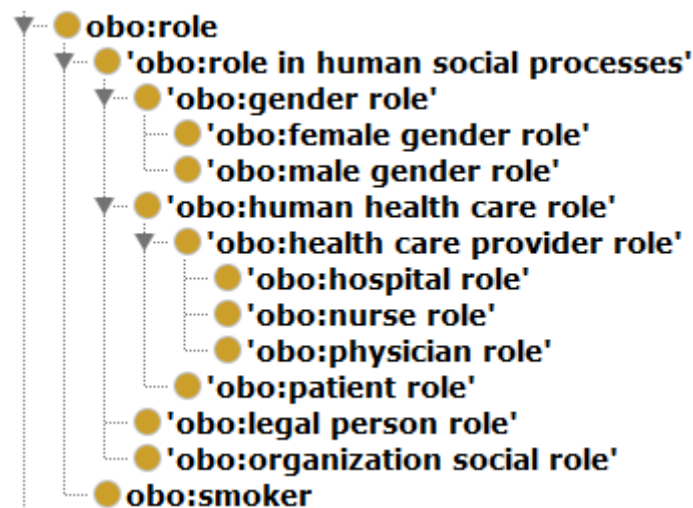 obo:role
'obo:role in human social processes'
'obo:gender role'
'obo:female gender role'
'obo:male gender role'
'obo:human health care role'
'obo:health care provider role'
'obo:hospital role'
'obo:nurse role'
'obo:physician role'
'obo:patient role'
'obo:legal person role'
'obo:organization social role'
obo:smoker